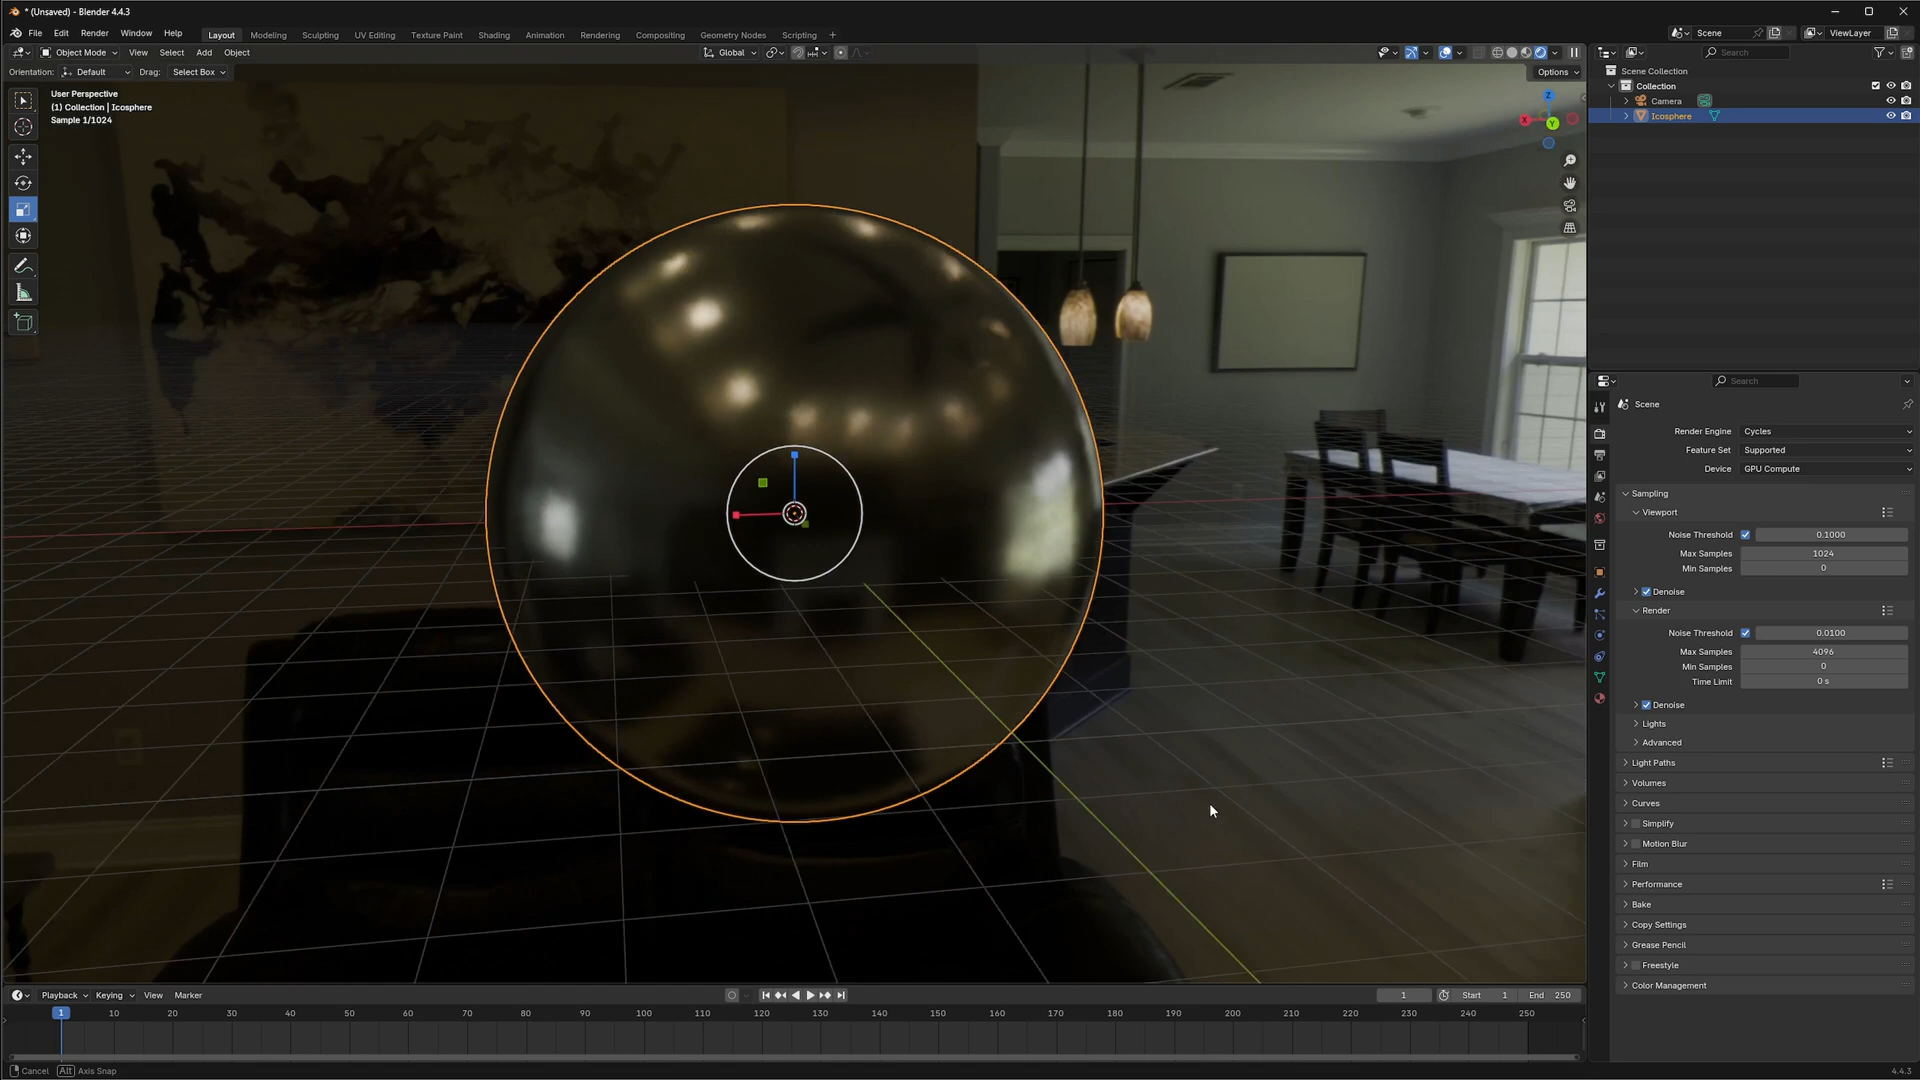 * (Unsaved) - Blender 4.4.3
File Edit Render Window Help
Layout Modeling Sculpting UV Editing Texture Paint Shading Animation Rendering Compositing Geometry Nodes Scripting +
Scene
ViewLayer
Object Mode View Select Add Object
Global
Search
Orientation: Default Drag: Select Box
Options
User Perspective
(1) Collection | Icosphere
Sample 1/1024
Z
X
Y
Scene Collection
Collection
Camera
Icosphere
Search
Scene
Render Engine Cycles
Feature Set Supported
Device GPU Compute
Sampling
Viewport
Noise Threshold 0.1000
Max Samples 1024
Min Samples 0
Denoise
Render
Noise Threshold 0.0100
Max Samples 4096
Min Samples 0
Time Limit 0 s
Denoise
Lights
Advanced
Light Paths
Volumes
Curves
Simplify
Motion Blur
Film
Performance
Bake
Copy Settings
Grease Pencil
Freestyle
Color Management
Playback Keying View Marker
1 Start 1 End 250
1 10 20 30 40 50 60 70 80 90 100 110 120 130 140 150 160 170 180 190 200 210 220 230 240 250
Cancel Alt Axis Snap
4.4.3